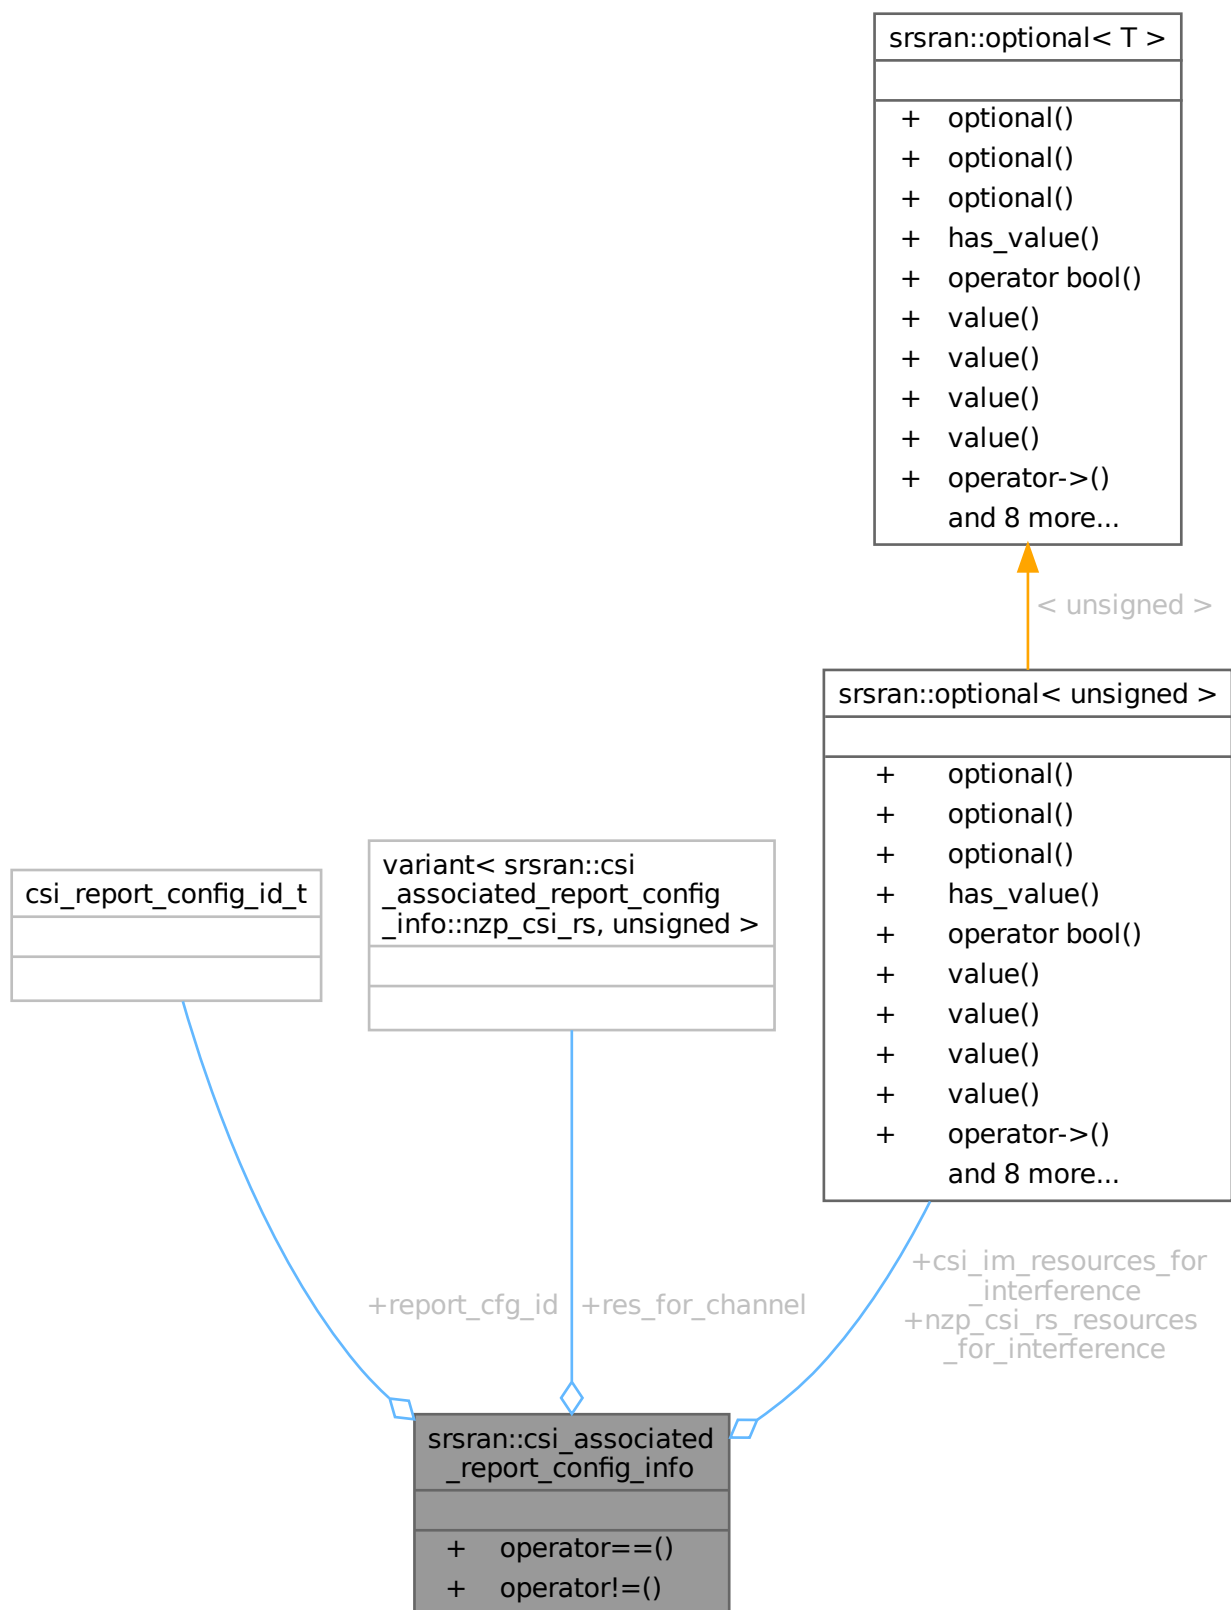 srsran::optional< T >
+ optional()
+ optional()
+ optional()
+ has_value()
+ operator bool()
+ value()
+ value()
+ value()
+ value()
+ operator->()
and 8 more...
< unsigned >
srsran::optional< unsigned >
+ optional()
+ optional()
+ optional()
+ has_value()
+ operator bool()
+ value()
+ value()
+ value()
+ value()
+ operator->()
and 8 more...
csi_report_config_id_t
variant< srsran::csi
_associated_report_config
_info::nzp_csi_rs, unsigned >
+report_cfg_id
+res_for_channel
+csi_im_resources_for
_interference
+nzp_csi_rs_resources
_for_interference
srsran::csi_associated
_report_config_info
+ operator==()
+ operator!=()